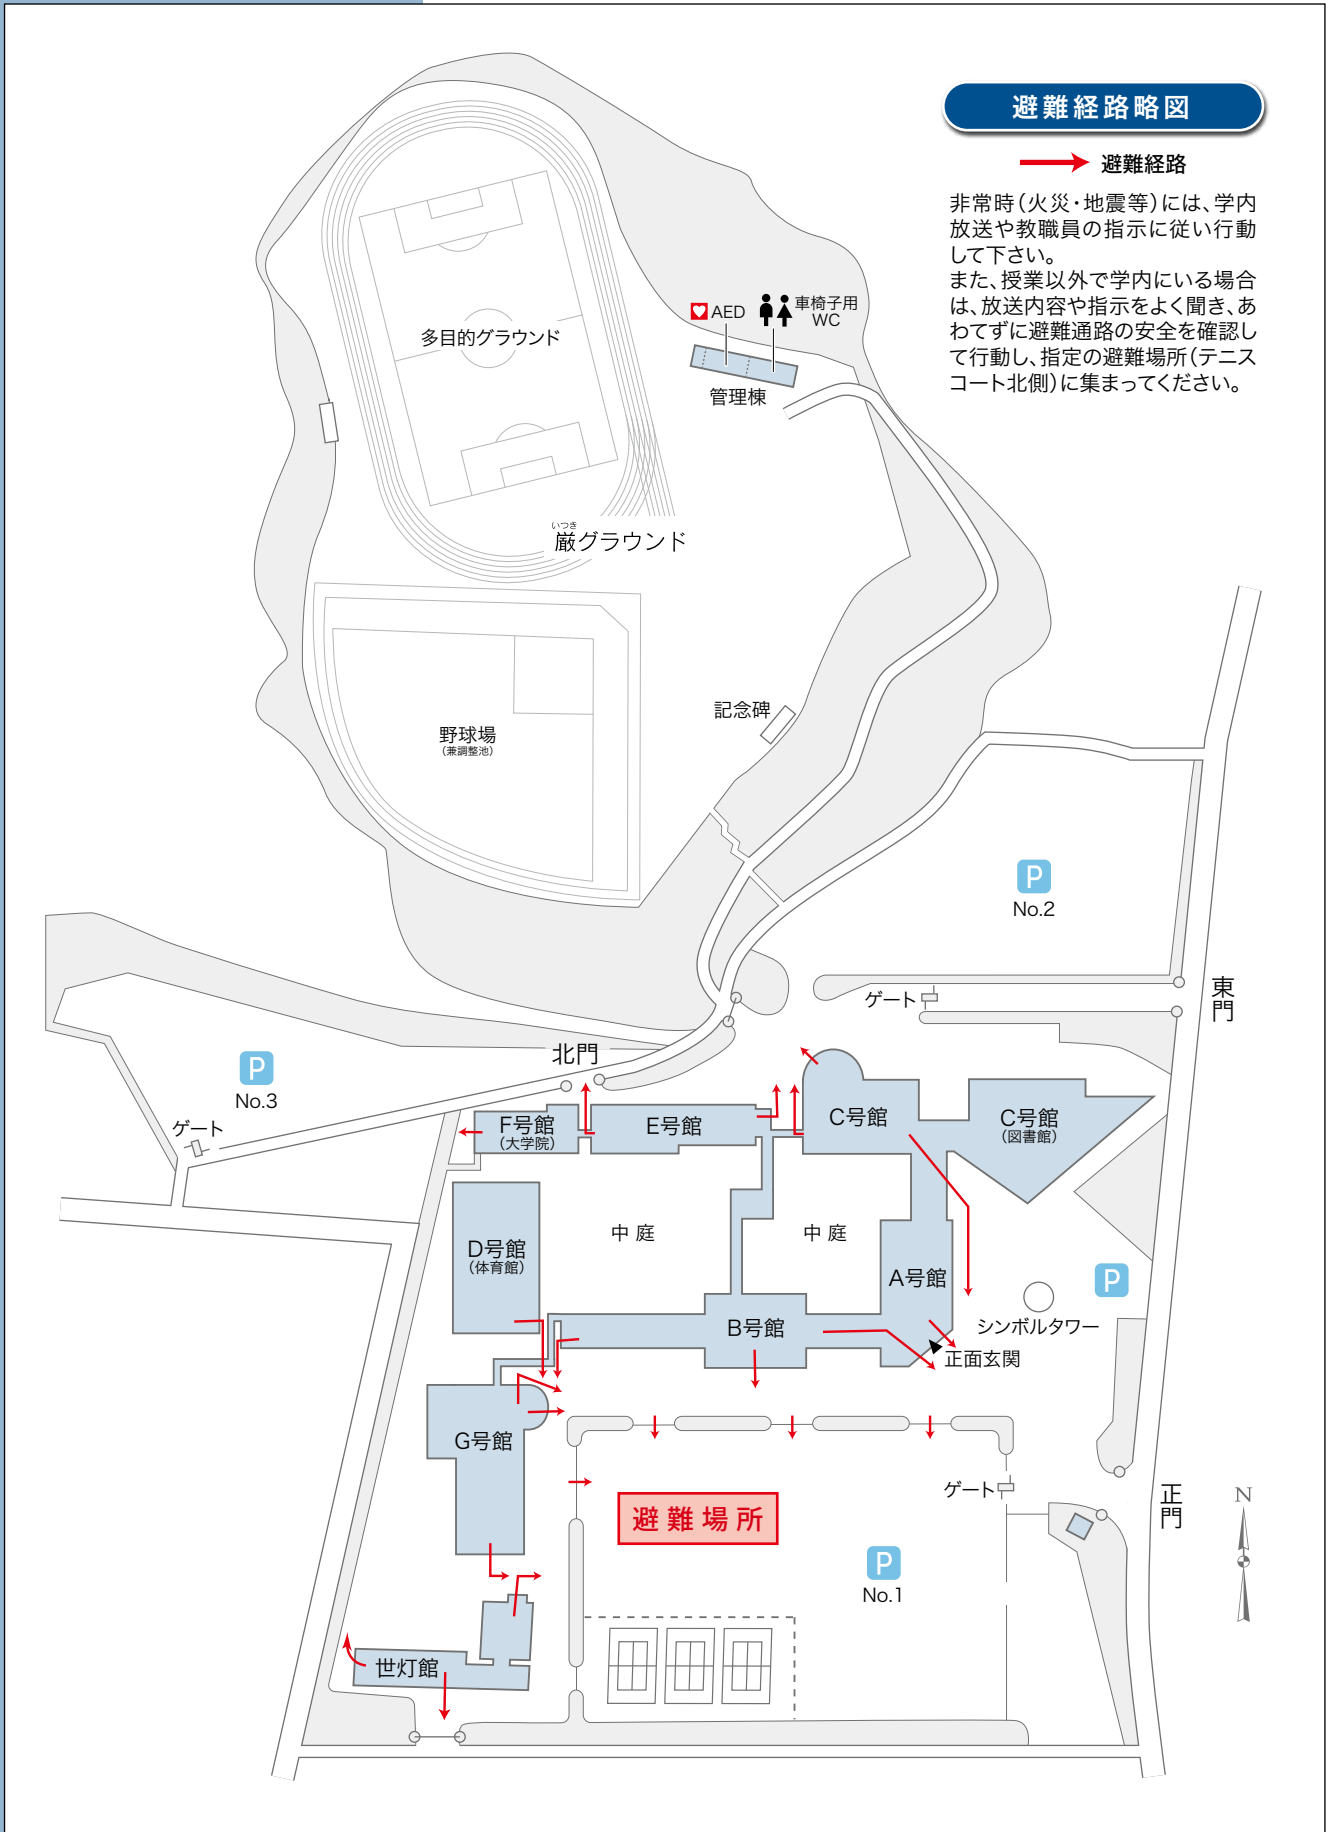 避難経路略図
避難経路
非常時(火災・地震等)には、学内
放送や教職員の指示に従い行動
して下さい。
また、授業以外で学内にいる場合
は、放送内容や指示をよく聞き、あ
わてずに避難通路の安全を確認し
て行動し、指定の避難場所(テニス
コート北側)に集まってください。
AED
車椅子用
WC
多目的グラウンド
管理棟
いつき
厳グラウンド
記念碑
野球場
(兼調整池)
P
No.2
東門
ゲート
北門
P
No.3
ゲート
F号館
(大学院)
E号館
C号館
C号館
(図書館)
D号館
(体育館)
中庭
中庭
A号館
P
シンボルタワー
B号館
正面玄関
G号館
ゲート
正門
N
避難場所
P
No.1
世灯館